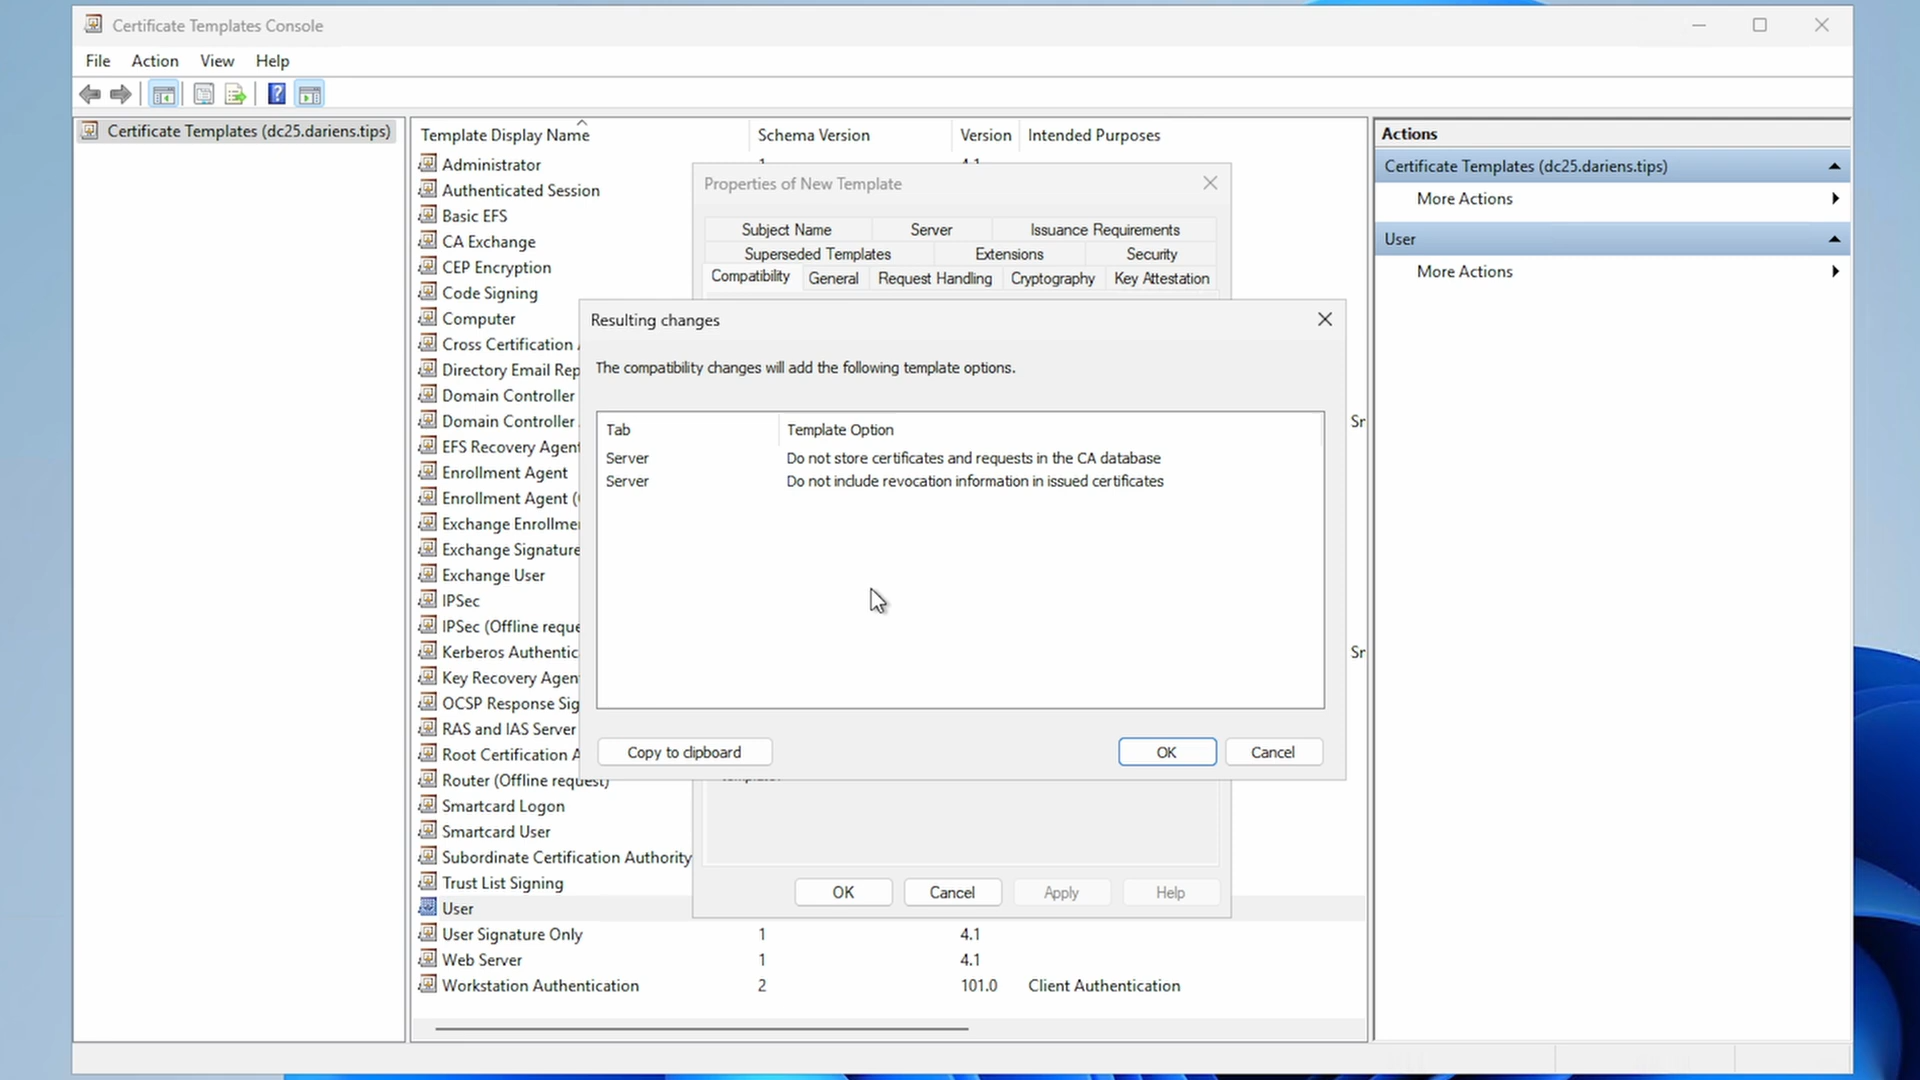 Certificate Templates Console
File Action View Help
Certificate Templates (dc25.dariens.tips)
Template Display Name Schema Version Version Intended Purposes
Administrator
Authenticated Session
Basic EFS
CA Exchange
CEP Encryption
Code Signing
Computer
Cross Certification
Directory Email Rep
Domain Controller
Domain Controller
EFS Recovery Agent
Enrollment Agent
Enrollment Agent (
Exchange Enrollme
Exchange Signature
Exchange User
IPSec
IPSec (Offline reque
Kerberos Authentic
Key Recovery Agen
OCSP Response Sig
RAS and IAS Server
Root Certification A
Router (Offline request)
Smartcard Logon
Smartcard User
Subordinate Certification Authority
Trust List Signing
User
User Signature Only 1 4.1
Web Server 1 4.1
Workstation Authentication 2 101.0 Client Authentication
Properties of New Template
Subject Name Server Issuance Requirements
Superseded Templates Extensions Security
Compatibility General Request Handling Cryptography Key Attestation
Resulting changes
The compatibility changes will add the following template options.
Tab Template Option
Server Do not store certificates and requests in the CA database
Server Do not include revocation information in issued certificates
Copy to clipboard OK Cancel
OK Cancel Apply Help
Actions
Certificate Templates (dc25.dariens.tips)
More Actions
User
More Actions